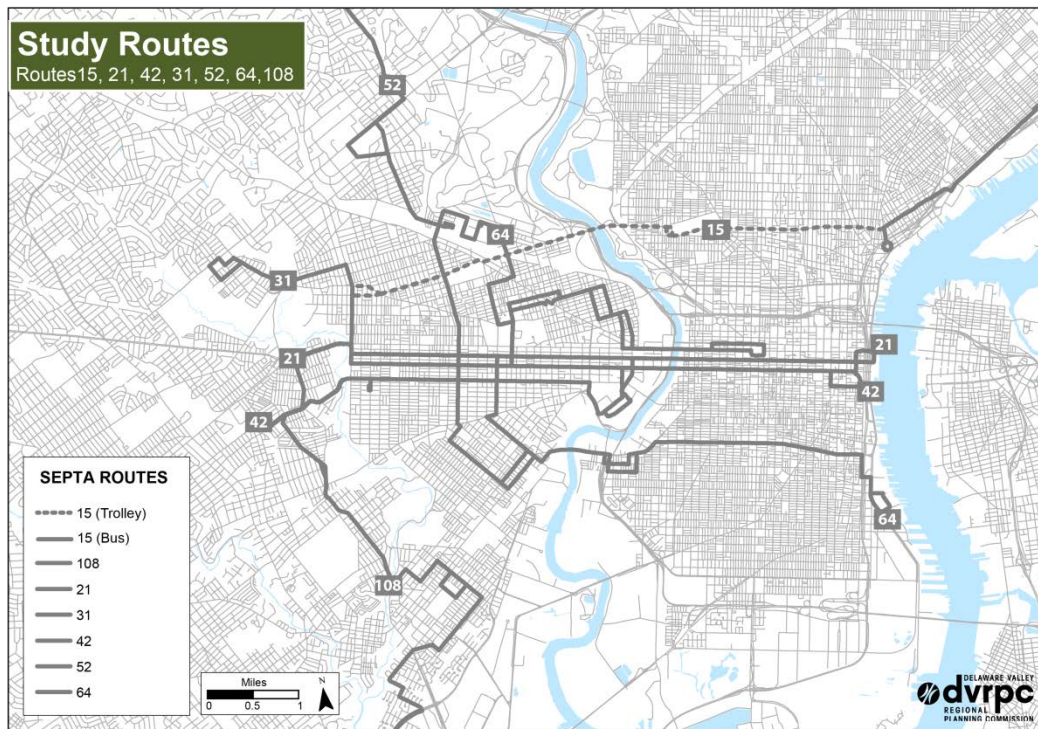 Study Routes
Routes15, 21, 42, 31, 52, 64,108
52
64
15
31
21
21
42
42
64
108
SEPTA ROUTES
15 (Trolley)
15 (Bus)
108
21
31
42
52
64
Miles
0 0.5 1
N
DELAWARE VALLEY
dvrpc
REGIONAL
PLANNING COMMISSION